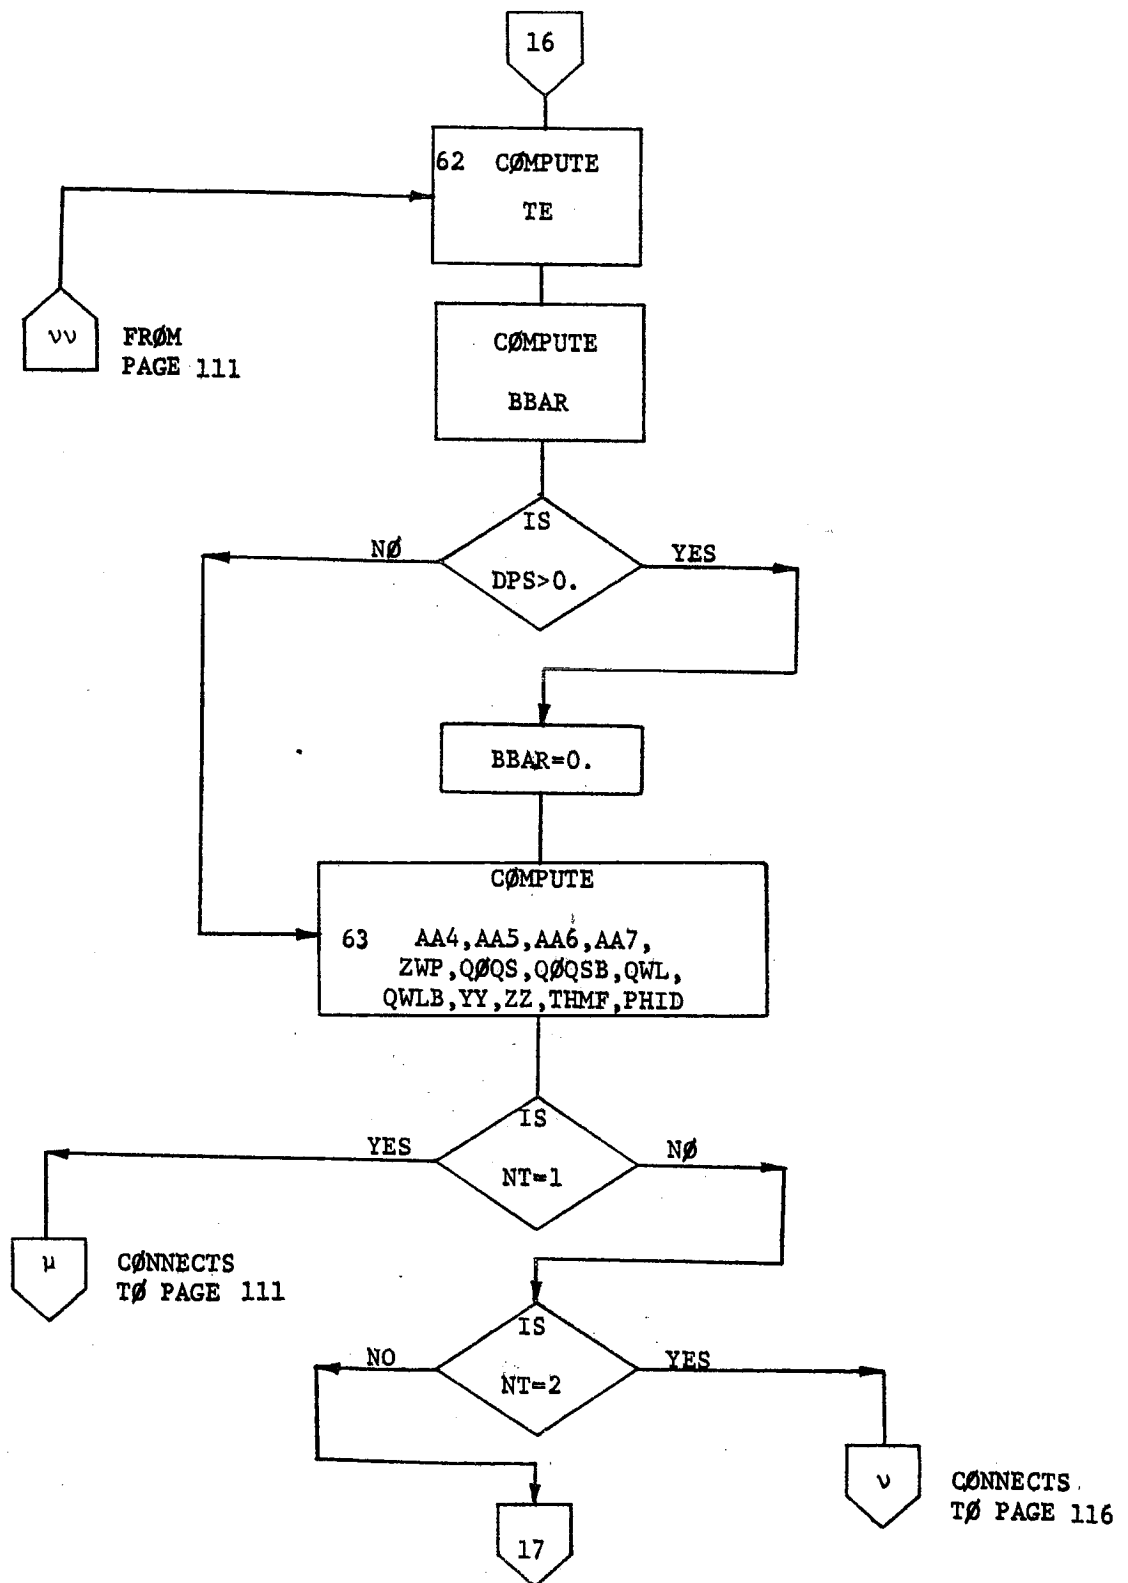 16
62 CØMPUTE
TE
νν
FRØM
PAGE 111
CØMPUTE
BBAR
IS
DPS>0.
NØ
YES
BBAR=0.
CØMPUTE
63 AA4,AA5,AA6,AA7,
ZWP,QØQS,QØQSB,QWL,
QWLB,YY,ZZ,THMF,PHID
IS
NT=1
YES
NØ
μ
CØNNECTS
TØ PAGE 111
IS
NT=2
NO
YES
ν
CØNNECTS
TØ PAGE 116
17